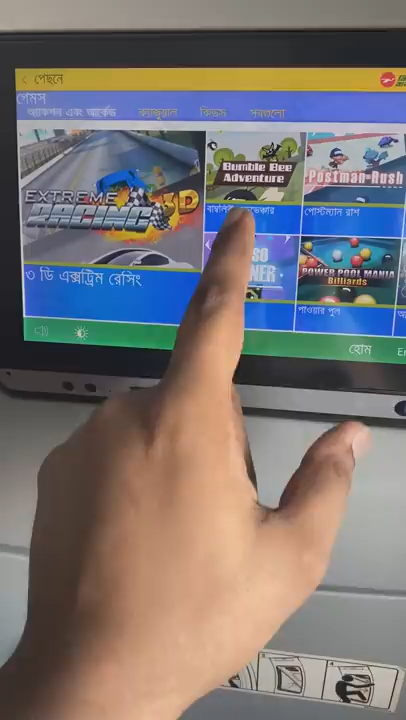 ‹ পেছনে
গেমস
অ্যাকশন এবং আর্কেড ক্যাজুয়াল কিডস সবগুলো
EXTREME 3D
RACING
৩ ডি এক্সট্রিম রেসিং
Bumble Bee
Adventure
Postman-Rush
পোস্টম্যান রাশ
POWER POOL MANIA
Billiards
পাওয়ার পুল
হোম